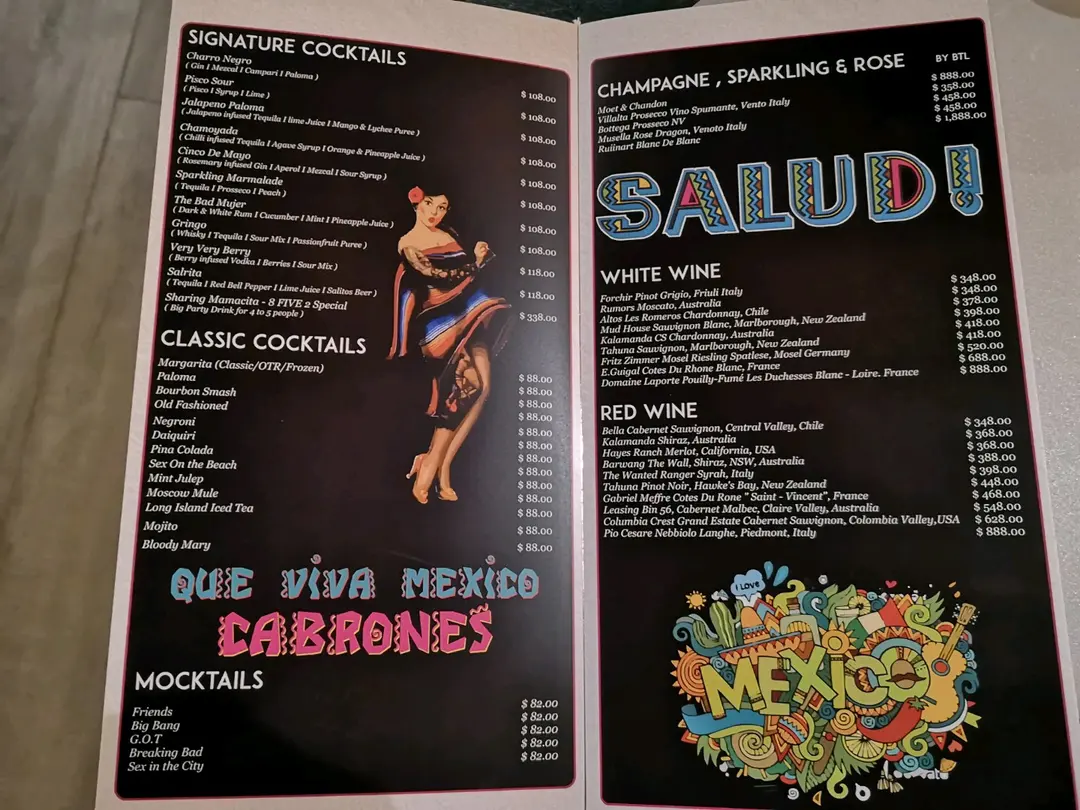 SIGNATURE COCKTAILS
Charro Negro
( Gin I Mezcal I Campari I Paloma ) $ 108.00
Pisco Sour
( Pisco I Syrup I Lime ) $ 108.00
Jalapeno Paloma
( Jalapeno infused Tequila I lime Juice I Mango & Lychee Puree ) $ 108.00
Chamoyada
( Chilli infused Tequila I Agave Syrup I Orange & Pineapple Juice ) $ 108.00
Cinco De Mayo
( Rosemary infused Gin I Aperol I Mezcal I Sour Syrup ) $ 108.00
Sparkling Marmalade
( Tequila I Prosseco I Peach ) $ 108.00
The Bad Mujer
( Dark & White Rum I Cucumber I Mint I Pineapple Juice ) $ 108.00
Gringo
( Whisky I Tequila I Sour Mix I Passionfruit Puree ) $ 108.00
Very Very Berry
( Berry infused Vodka I Berries I Sour Mix ) $ 118.00
Salrita
( Tequila I Red Bell Pepper I Lime Juice I Salitos Beer ) $ 118.00
Sharing Mamacita - 8 FIVE 2 Special
( Big Party Drink for 4 to 5 people ) $ 338.00
CLASSIC COCKTAILS
Margarita (Classic/OTR/Frozen) $ 88.00
Paloma $ 88.00
Bourbon Smash $ 88.00
Old Fashioned $ 88.00
Negroni $ 88.00
Daiquiri $ 88.00
Pina Colada $ 88.00
Sex On the Beach $ 88.00
Mint Julep $ 88.00
Moscow Mule $ 88.00
Long Island Iced Tea $ 88.00
Mojito $ 88.00
Bloody Mary $ 88.00
QUE VIVA MEXICO
CABRONES
MOCKTAILS
Friends $ 82.00
Big Bang $ 82.00
G.O.T $ 82.00
Breaking Bad $ 82.00
Sex in the City $ 82.00
CHAMPAGNE , SPARKLING & ROSE BY BTL
Moet & Chandon $ 888.00
Villalta Prosecco Vino Spumante, Vento Italy $ 358.00
Bottega Prosseco NV $ 458.00
Musella Rose Dragon, Venoto Italy $ 458.00
Ruiinart Blanc De Blanc $ 1,888.00
SALUD!
WHITE WINE
Forchir Pinot Grigio, Friuli Italy $ 348.00
Rumors Moscato, Australia $ 348.00
Altos Les Romeros Chardonnay, Chile $ 378.00
Mud House Sauvignon Blanc, Marlborough, New Zealand $ 398.00
Kalamanda CS Chardonnay, Australia $ 418.00
Tahuna Sauvignon, Marlborough, New Zealand $ 418.00
Fritz Zimmer Mosel Riesling Spatlese, Mosel Germany $ 520.00
E.Guigal Cotes Du Rhone Blanc, France $ 688.00
Domaine Laporte Pouilly-Fumé Les Duchesses Blanc - Loire. France $ 888.00
RED WINE
Bella Cabernet Sauvignon, Central Valley, Chile $ 348.00
Kalamanda Shiraz, Australia $ 368.00
Hayes Ranch Merlot, California, USA $ 368.00
Barwang The Wall, Shiraz, NSW, Australia $ 388.00
The Wanted Ranger Syrah, Italy $ 398.00
Tahuna Pinot Noir, Hawke's Bay, New Zealand $ 448.00
Gabriel Meffre Cotes Du Rone " Saint - Vincent", France $ 468.00
Leasing Bin 56, Cabernet Malbec, Claire Valley, Australia $ 548.00
Columbia Crest Grand Estate Cabernet Sauvignon, Colombia Valley,USA $ 628.00
Pio Cesare Nebbiolo Langhe, Piedmont, Italy $ 888.00
I LOVE
MEXICO